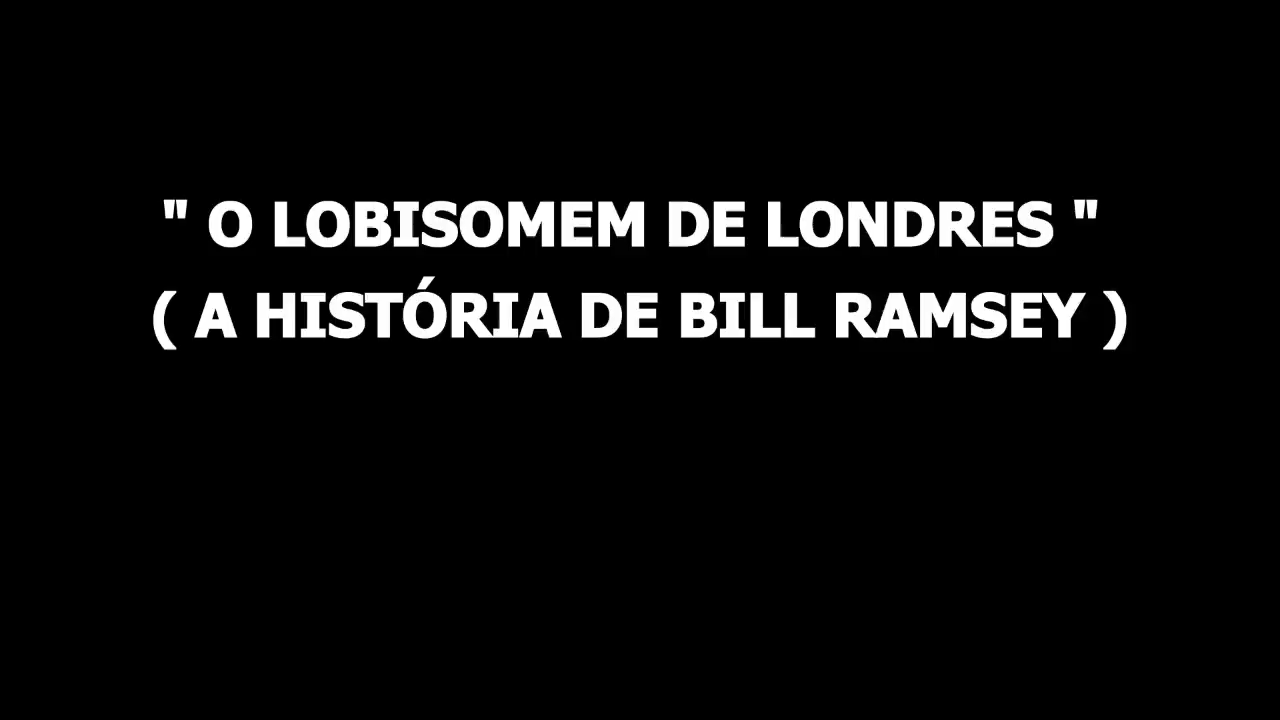 " O LOBISOMEM DE LONDRES "
( A HISTÓRIA DE BILL RAMSEY )